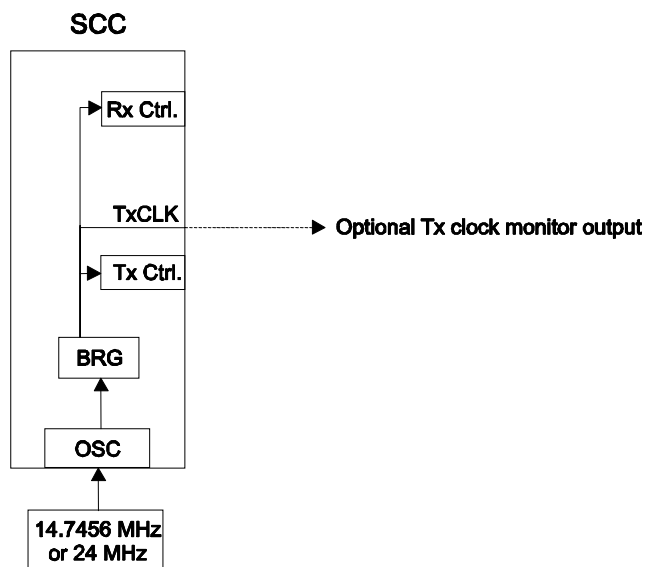 SCC
Rx Ctrl.
TxCLK
Optional Tx clock monitor output
Tx Ctrl.
BRG
OSC
14.7456 MHz
or 24 MHz